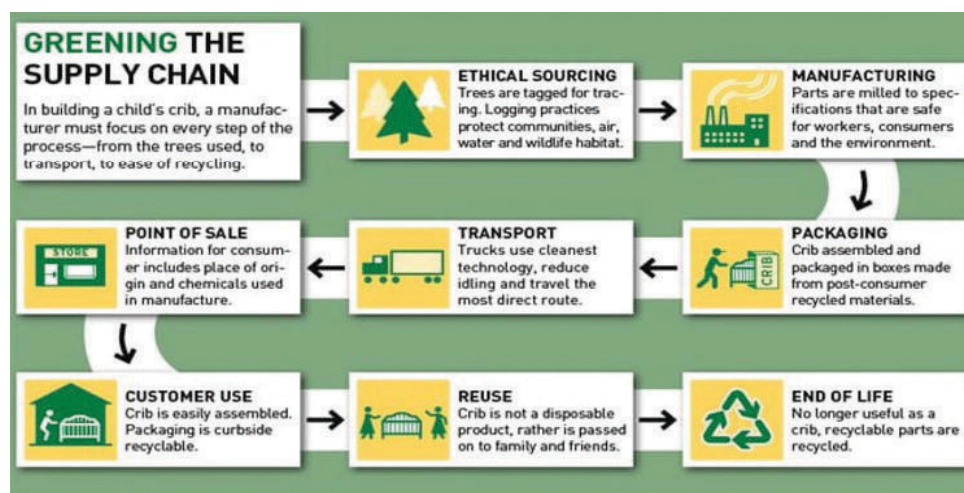 GREENING THE
SUPPLY CHAIN
In building a child's crib, a manufac-
turer must focus on every step of the
process—from the trees used, to
transport, to ease of recycling.
ETHICAL SOURCING
Trees are tagged for trac-
ing. Logging practices
protect communities, air,
water and wildlife habitat.
MANUFACTURING
Parts are milled to spec-
ifications that are safe
for workers, consumers
and the environment.
PACKAGING
Crib assembled and
packaged in boxes made
from post-consumer
recycled materials.
CRIB
TRANSPORT
Trucks use cleanest
technology, reduce
idling and travel the
most direct route.
POINT OF SALE
Information for consum-
er includes place of ori-
gin and chemicals used
in manufacture.
STORE
CUSTOMER USE
Crib is easily assembled.
Packaging is curbside
recyclable.
REUSE
Crib is not a disposable
product, rather is passed
on to family and friends.
END OF LIFE
No longer useful as a
crib, recyclable parts are
recycled.